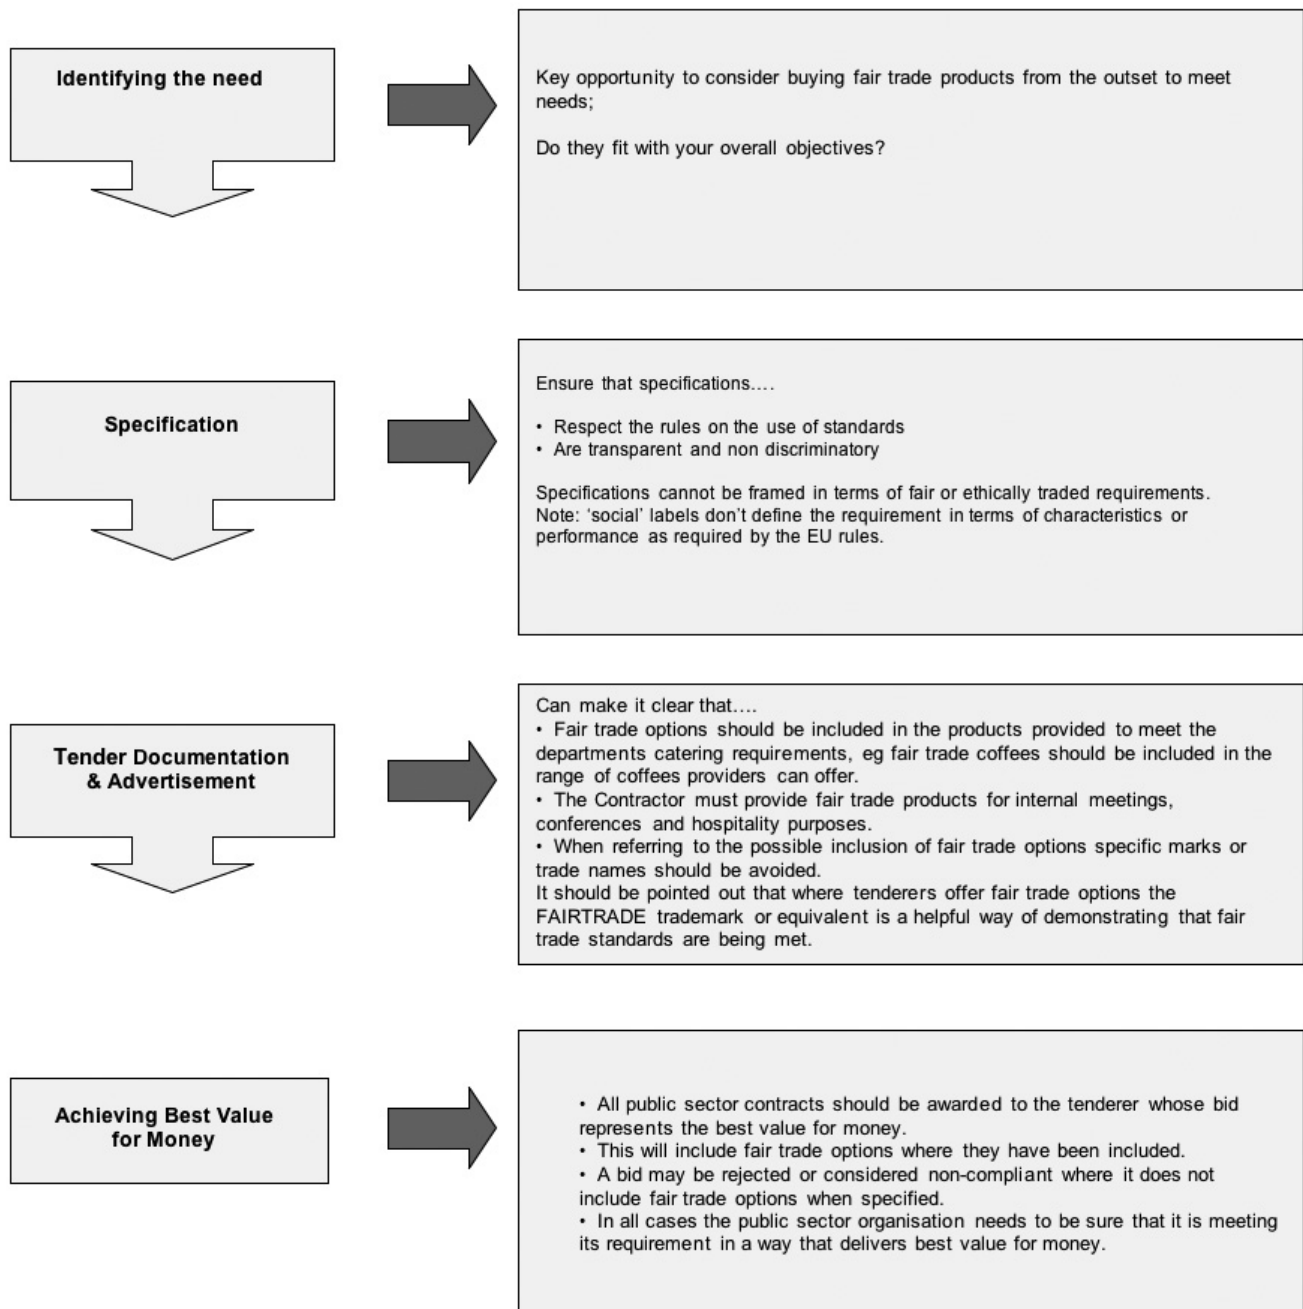 Identifying the need
Key opportunity to consider buying fair trade products from the outset to meet
needs;
Do they fit with your overall objectives?
Specification
Ensure that specifications....
• Respect the rules on the use of standards
• Are transparent and non discriminatory
Specifications cannot be framed in terms of fair or ethically traded requirements.
Note: ‘social’ labels don’t define the requirement in terms of characteristics or
performance as required by the EU rules.
Tender Documentation
& Advertisement
Can make it clear that....
• Fair trade options should be included in the products provided to meet the
departments catering requirements, eg fair trade coffees should be included in the
range of coffees providers can offer.
• The Contractor must provide fair trade products for internal meetings,
conferences and hospitality purposes.
• When referring to the possible inclusion of fair trade options specific marks or
trade names should be avoided.
It should be pointed out that where tenderers offer fair trade options the
FAIRTRADE trademark or equivalent is a helpful way of demonstrating that fair
trade standards are being met.
Achieving Best Value
for Money
• All public sector contracts should be awarded to the tenderer whose bid
represents the best value for money.
• This will include fair trade options where they have been included.
• A bid may be rejected or considered non-compliant where it does not
include fair trade options when specified.
• In all cases the public sector organisation needs to be sure that it is meeting
its requirement in a way that delivers best value for money.